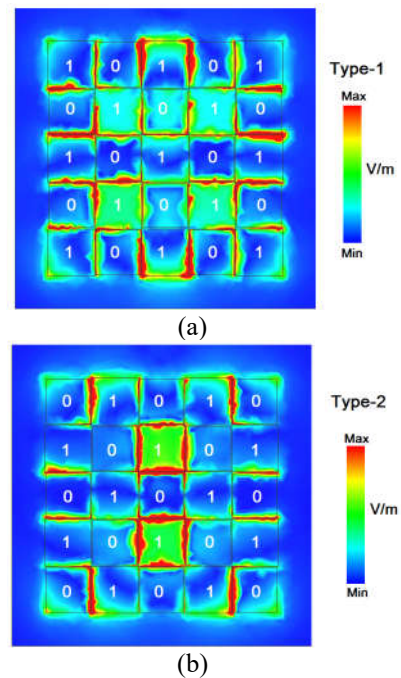 Type-1
Max
V/m
Min
1 0 1 0 1
0 1 0 1 0
1 0 1 0 1
0 1 0 1 0
1 0 1 0 1
(a)
Type-2
Max
V/m
Min
0 1 0 1 0
1 0 1 0 1
0 1 0 1 0
1 0 1 0 1
0 1 0 1 0
(b)